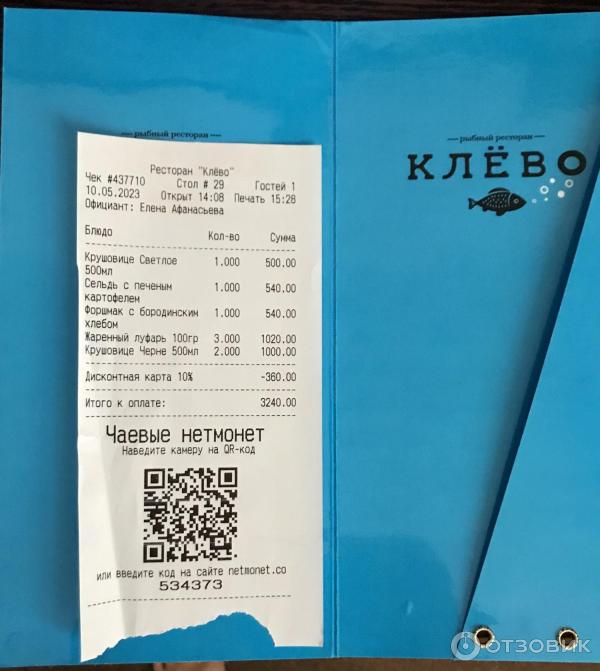 — рыбный ресторан —
Ресторан "Клёво"
Чек #437710 Стол # 29 Гостей 1
10.05.2023 Открыт 14:08 Печать 15:28
Официант: Елена Афанасьева
Блюдо Кол-во Сумма
Крушовице Светлое 1.000 500.00
500мл
Сельдь с печеным 1.000 540.00
картофелем
Форшмак с бородинским 1.000 540.00
хлебом
Жаренный луфарь 100гр 3.000 1020.00
Крушовице Черне 500мл 2.000 1000.00
Дисконтная карта 10% -360.00
Итого к оплате: 3240.00
Чаевые нетмонет
Наведите камеру на QR-код
или введите код на сайте netmonet.co
534373
— рыбный ресторан —
КЛЁВО
ОТЗОВИК